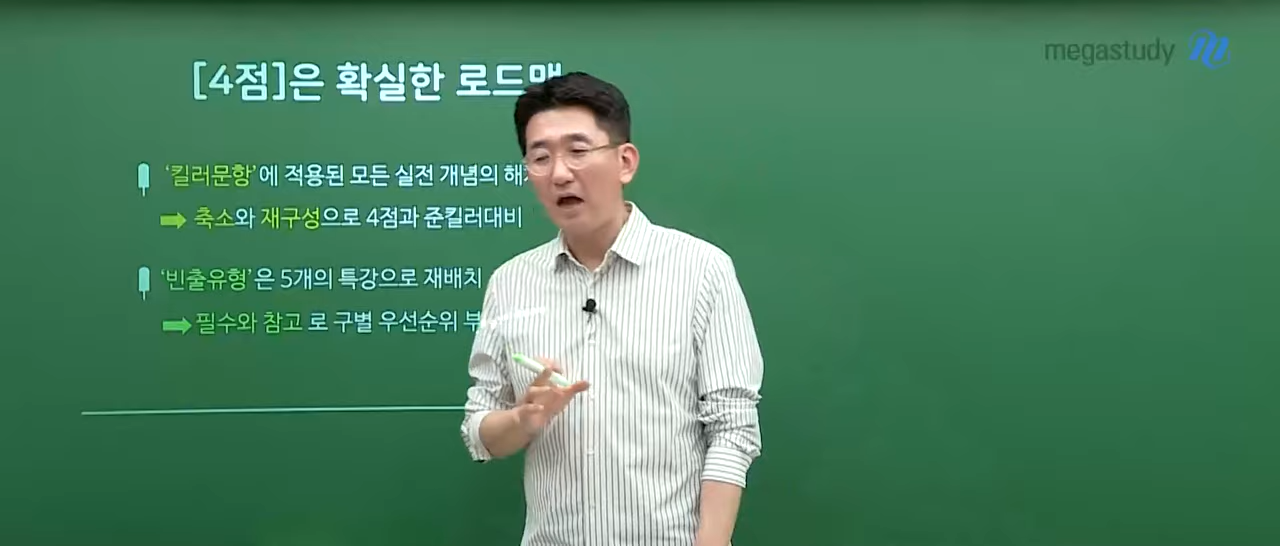 megastudy
[4점]은 확실한 로드맵
'킬러문항'에 적용된 모든 실전 개념의
축소와 재구성으로 4점과 준킬러대비
'빈출유형'은 5개의 특강으로 재배치
필수와 참고 로 구별 우선순위